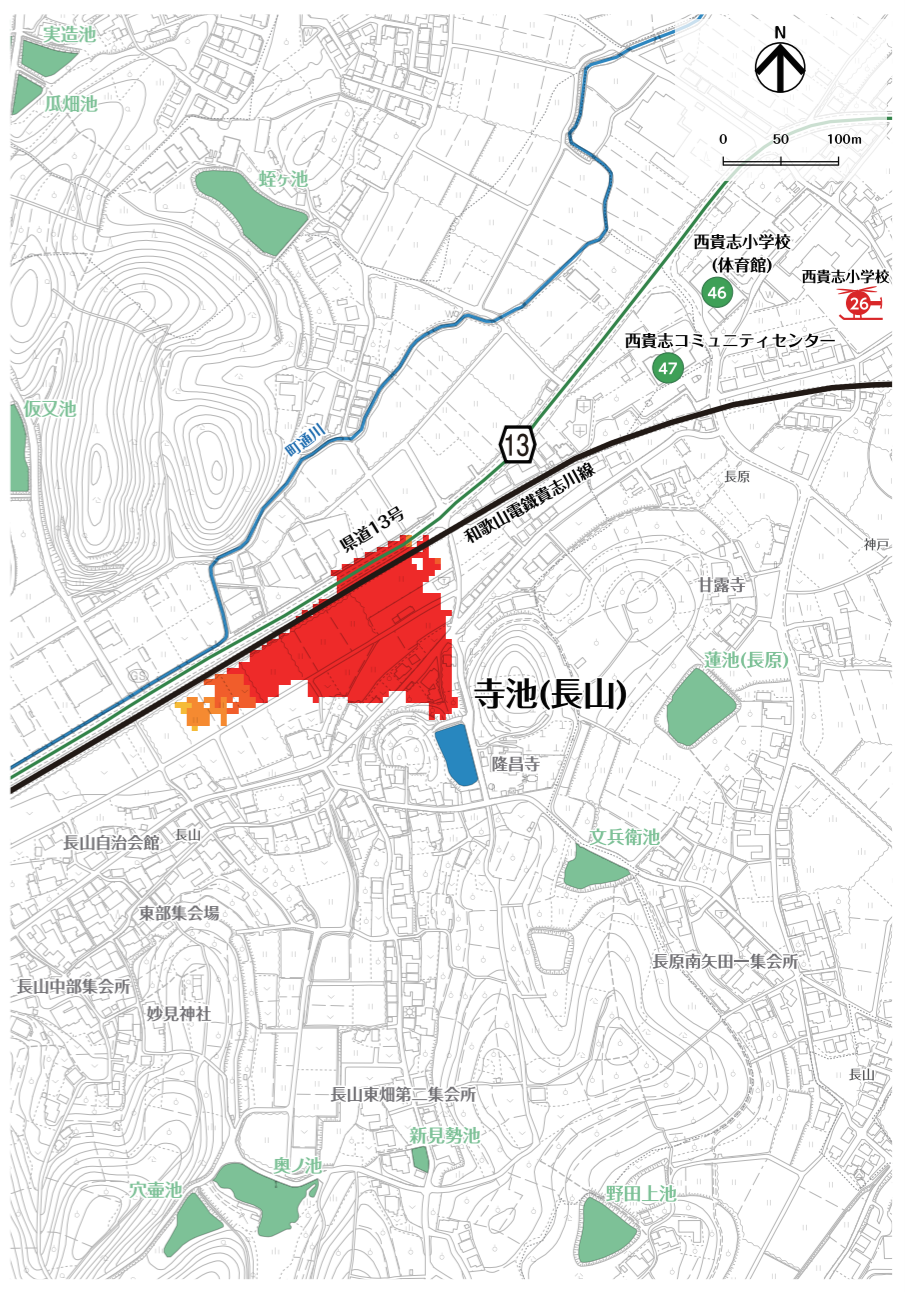 実造池
N
瓜畑池
0 50 100m
蛭ヶ池
西貴志小学校
(体育館)
46
西貴志小学校
26
西貴志コミュニティセンター
47
仮又池
町通川
13
長原
和歌山電鐵貴志川線
県道13号
神戸
甘露寺
蓮池(長原)
GS
寺池(長山)
隆昌寺
長山自治会館
長山
文兵衛池
東部集会場
長原南矢田一集会所
長山中部集会所
妙見神社
長山
長山東畑第二集会所
新見勢池
奥ノ池
穴壷池
野田上池